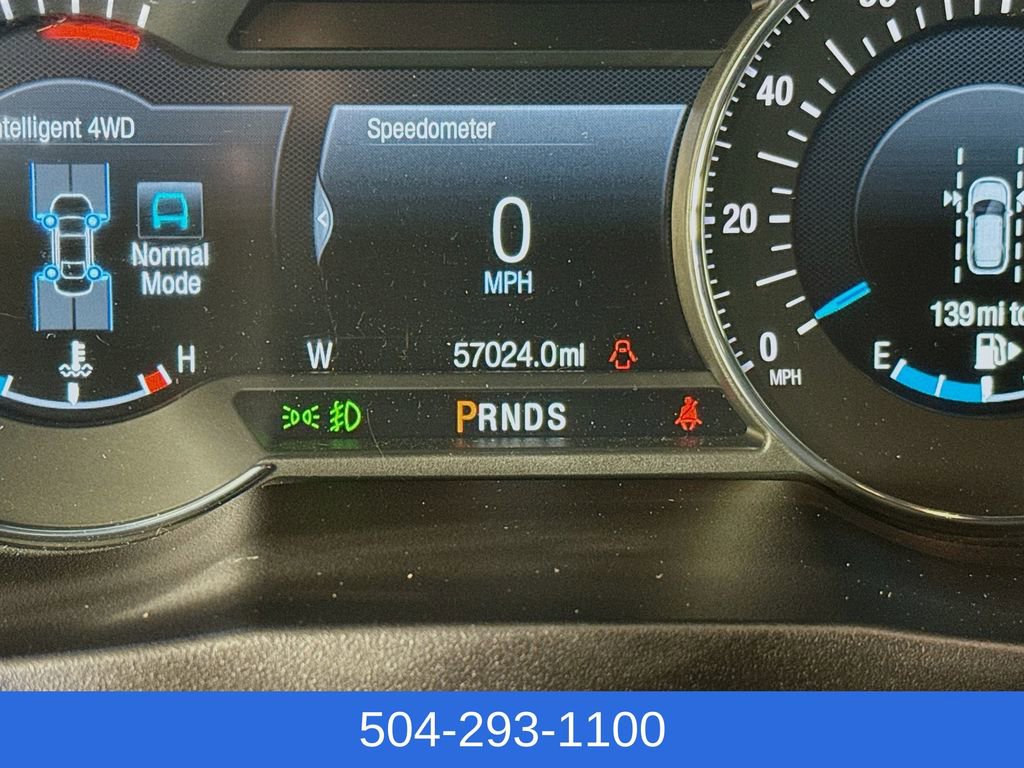 ntelligent 4WD
Normal
Mode
H
Speedometer
0
MPH
W
57024.0mi
PRNDS
40
20
0
MPH
139mi to
E
504-293-1100